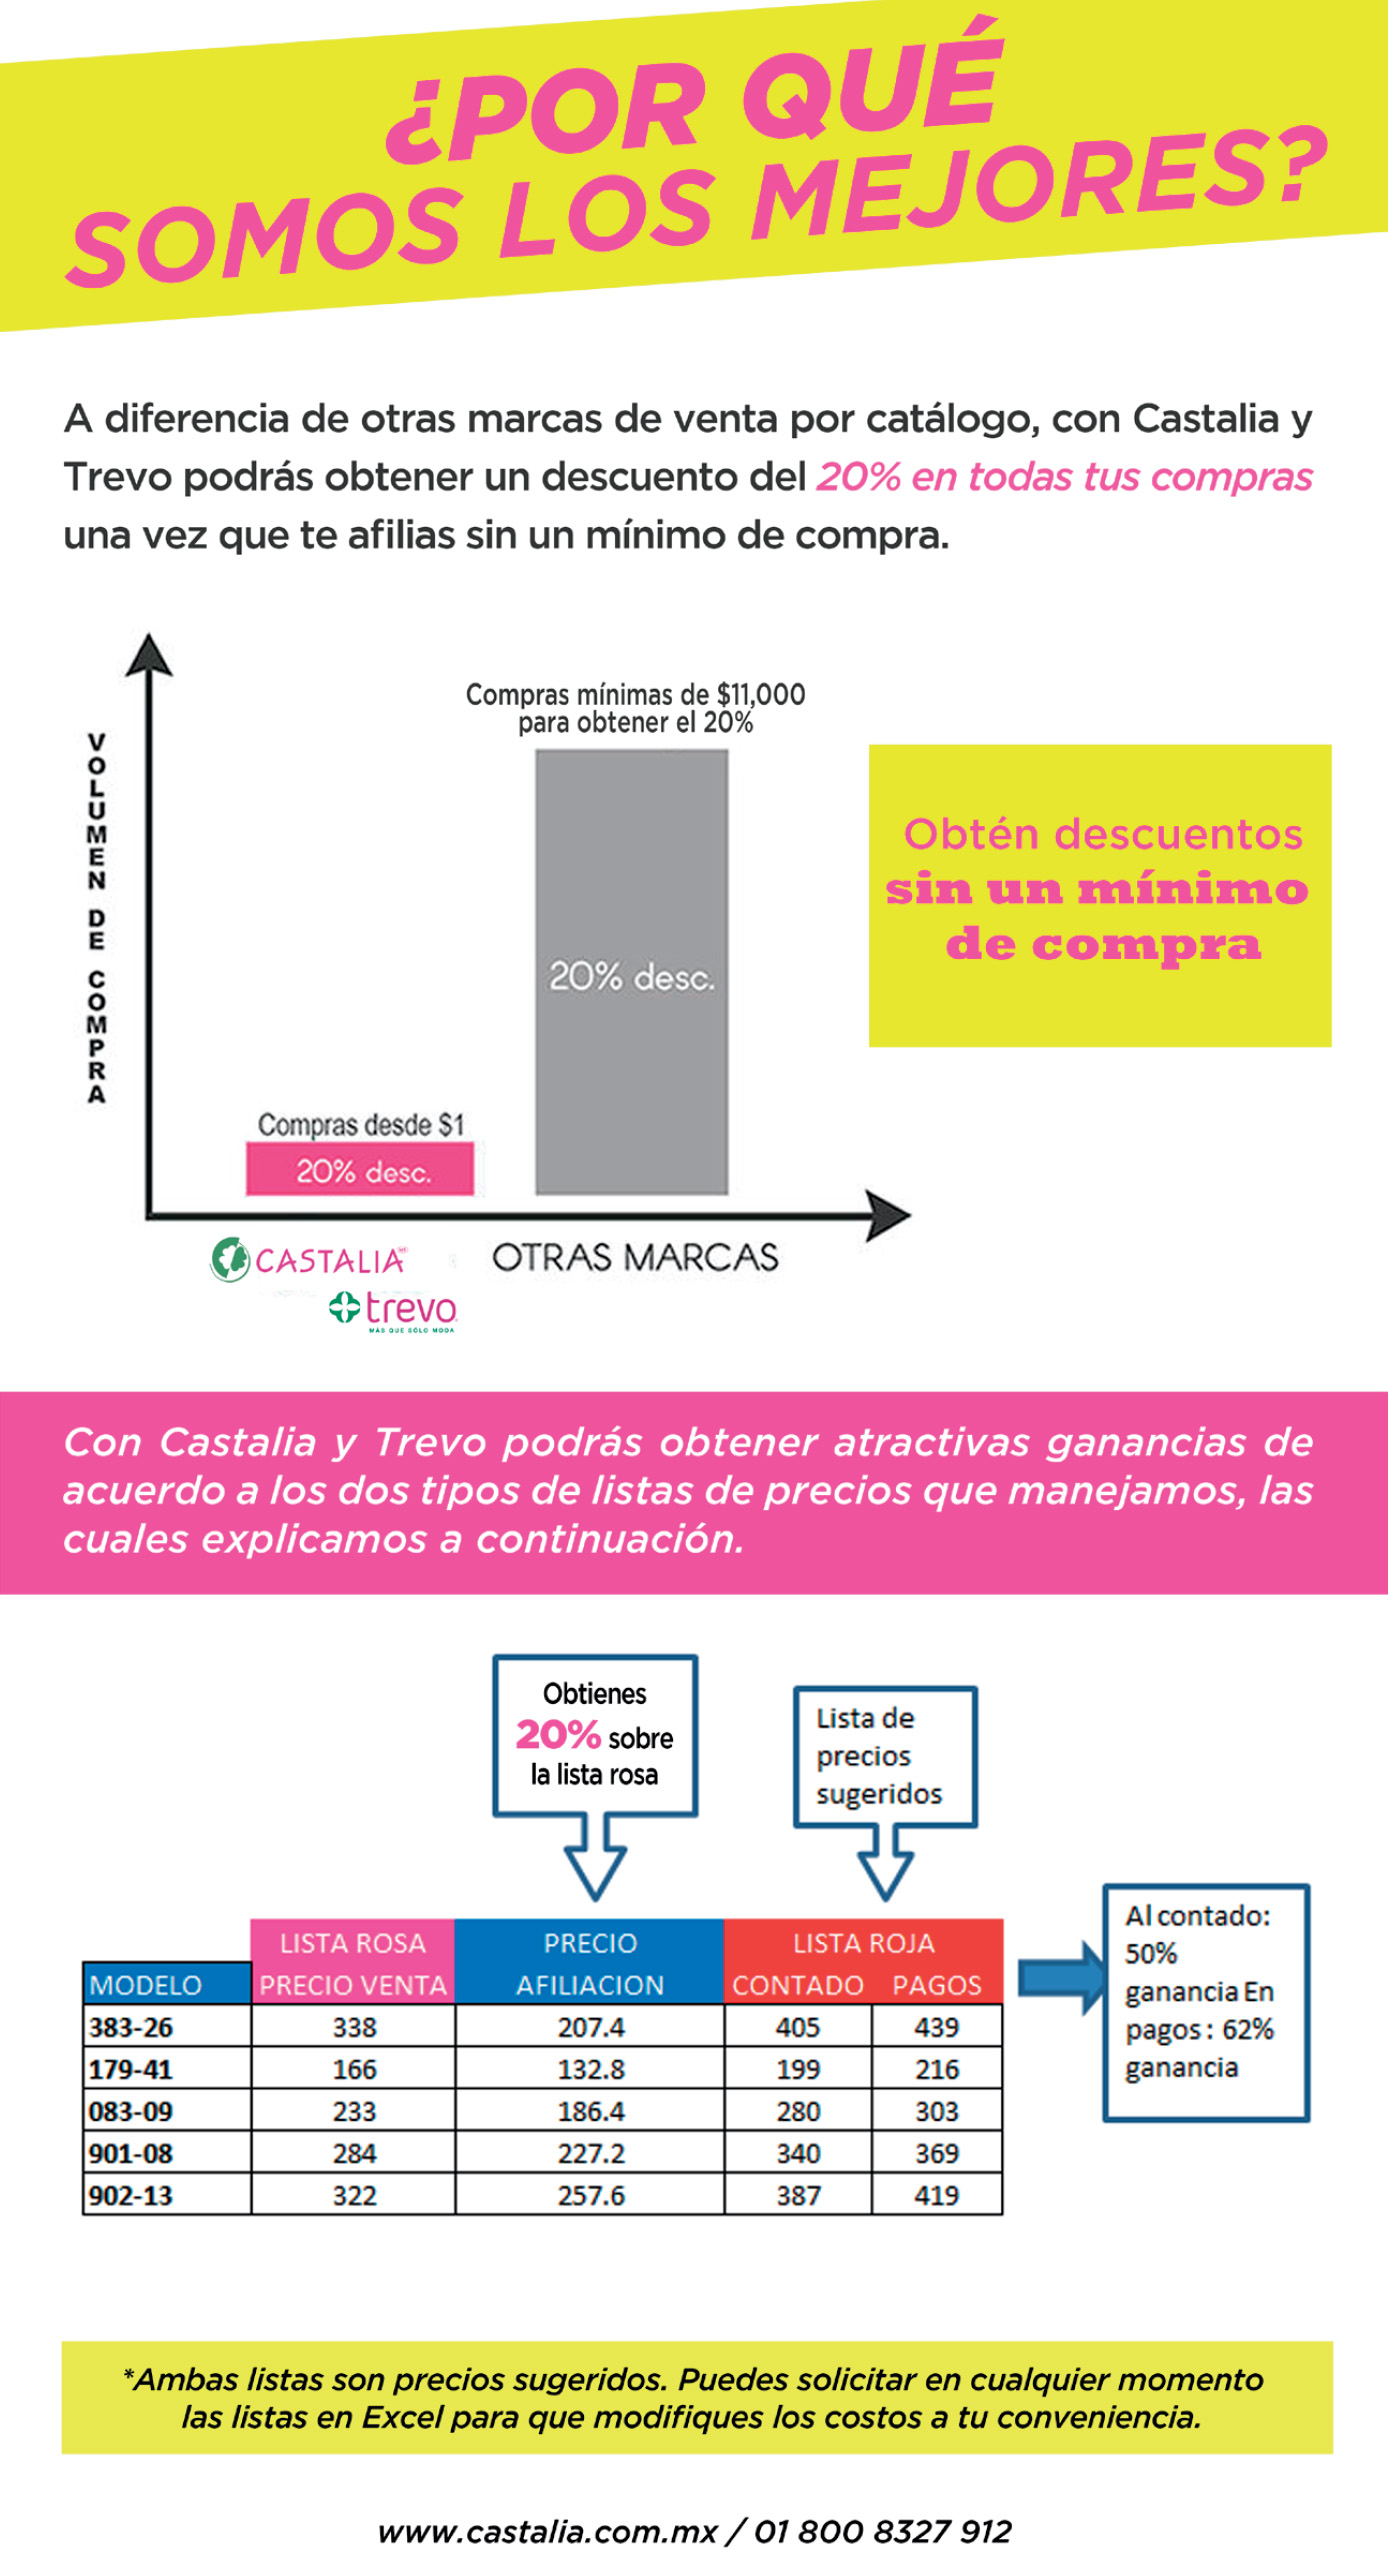 ¿POR QUÉ
SOMOS LOS MEJORES?
A diferencia de otras marcas de venta por catálogo, con Castalia y
Trevo podrás obtener un descuento del 20% en todas tus compras
una vez que te afilias sin un mínimo de compra.
VOLUMEN DE COMPRA
Compras mínimas de $11,000
para obtener el 20%
20% desc.
Compras desde $1
20% desc.
CASTALIA
trevo
MÁS QUE SÓLO MODA
OTRAS MARCAS
Obtén descuentos
sin un mínimo
de compra
Con Castalia y Trevo podrás obtener atractivas ganancias de
acuerdo a los dos tipos de listas de precios que manejamos, las
cuales explicamos a continuación.
Obtienes
20% sobre
la lista rosa
Lista de
precios
sugeridos
LISTA ROSA PRECIO LISTA ROJA
MODELO PRECIO VENTA AFILIACION CONTADO PAGOS
383-26 338 207.4 405 439
179-41 166 132.8 199 216
083-09 233 186.4 280 303
901-08 284 227.2 340 369
902-13 322 257.6 387 419
Al contado:
50%
ganancia En
pagos : 62%
ganancia
*Ambas listas son precios sugeridos. Puedes solicitar en cualquier momento
las listas en Excel para que modifiques los costos a tu conveniencia.
www.castalia.com.mx / 01 800 8327 912